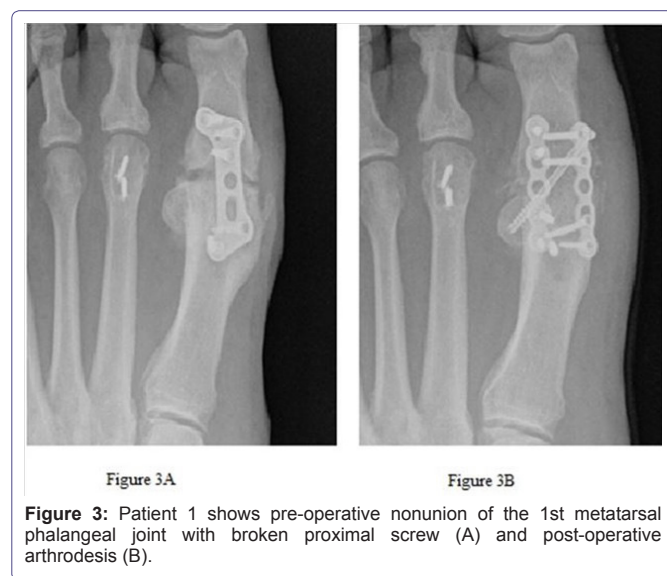 Figure 3A
Figure 3B
Figure 3: Patient 1 shows pre-operative nonunion of the 1st metatarsal
phalangeal joint with broken proximal screw (A) and post-operative
arthrodesis (B).